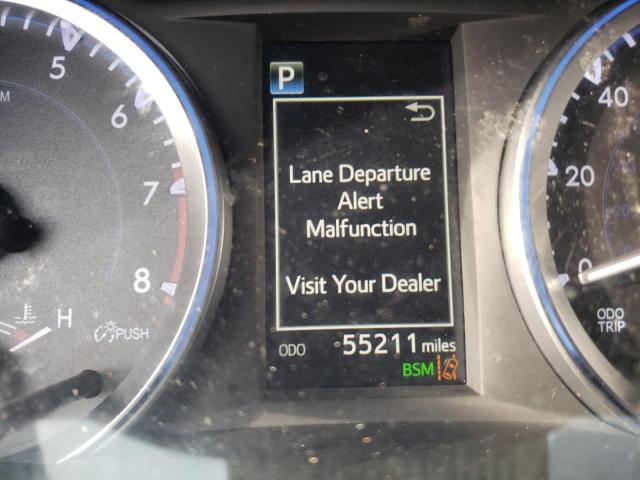 5
6
7
8
M
H
PUSH
P
Lane Departure
Alert
Malfunction
Visit Your Dealer
ODO 55211 miles
BSM
40
20
0
ODO
TRIP